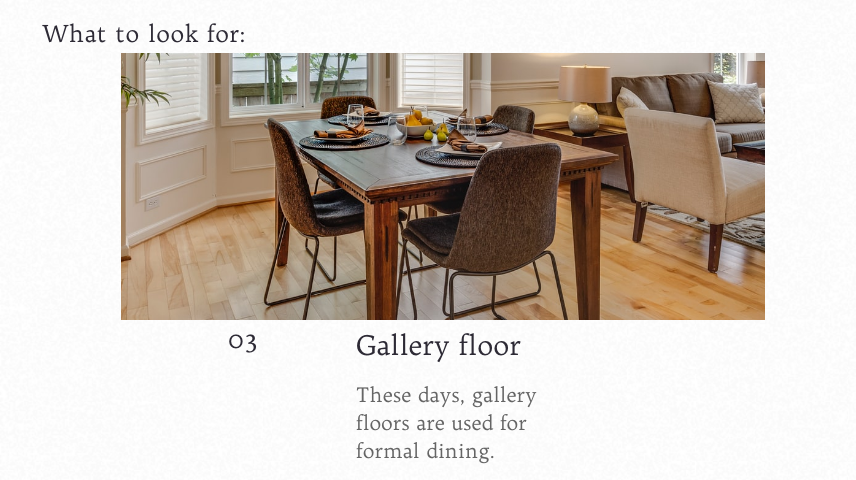 What to look for:
03
Gallery floor
These days, gallery
floors are used for
formal dining.